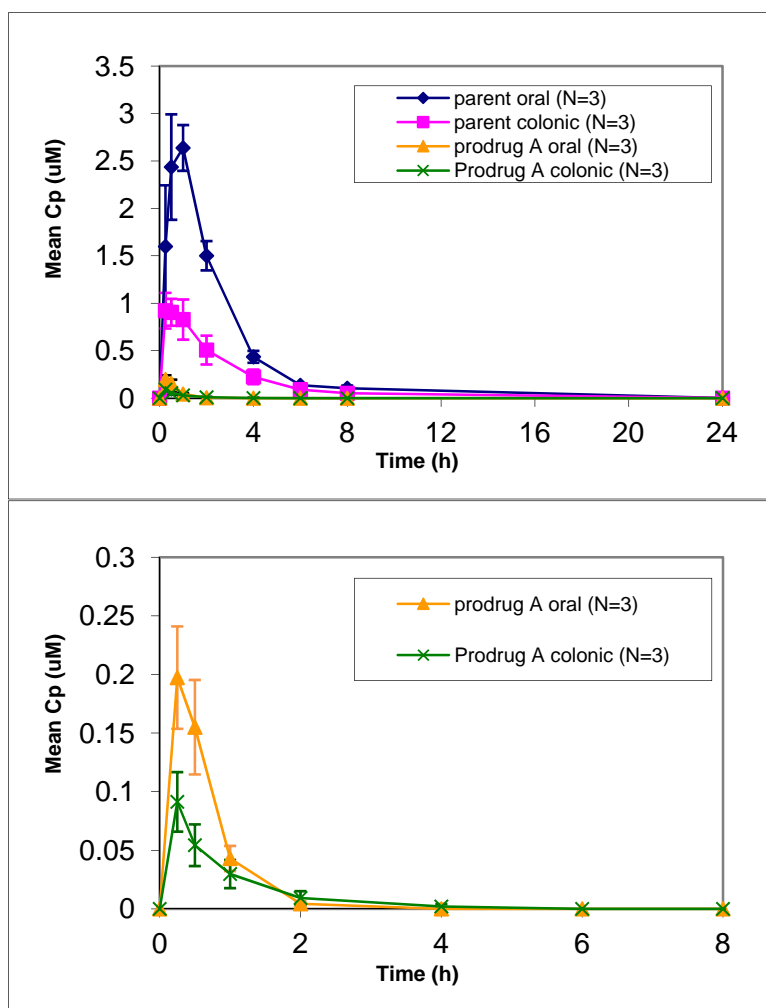 3.5
3
2.5
2
1.5
1
0.5
0
Mean Cp (uM)
parent oral (N=3)
parent colonic (N=3)
prodrug A oral (N=3)
Prodrug A colonic (N=3)
0 4 8 12 16 20 24
Time (h)
0.3
0.25
0.2
0.15
0.1
0.05
0
Mean Cp (uM)
prodrug A oral (N=3)
Prodrug A colonic (N=3)
0 2 4 6 8
Time (h)